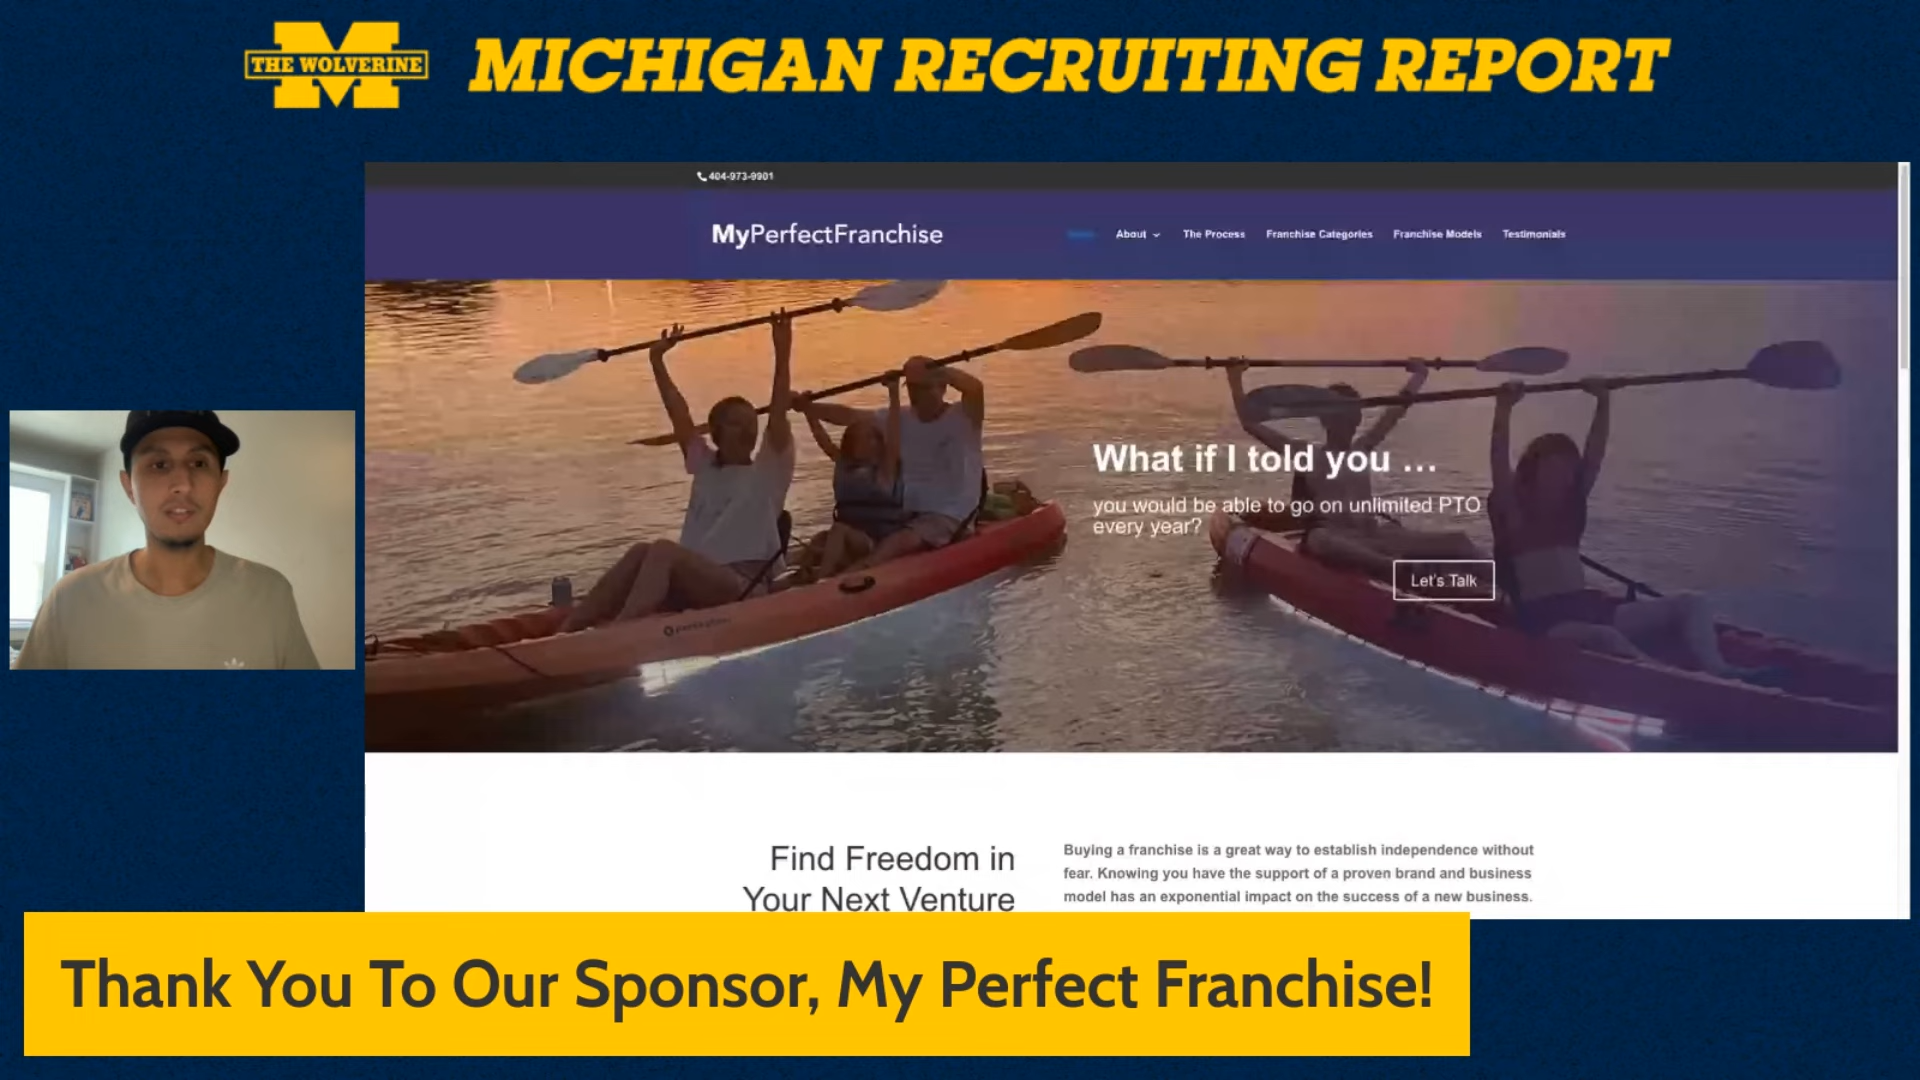 THE WOLVERINE
MICHIGAN RECRUITING REPORT
404-973-9901
MyPerfectFranchise
About
The Process
Franchise Categories
Franchise Models
Testimonials
What if I told you ...
you would be able to go on unlimited PTO
every year?
Let's Talk
Find Freedom in
Your Next Venture
Buying a franchise is a great way to establish independence without
fear. Knowing you have the support of a proven brand and business
model has an exponential impact on the success of a new business.
Thank You To Our Sponsor, My Perfect Franchise!